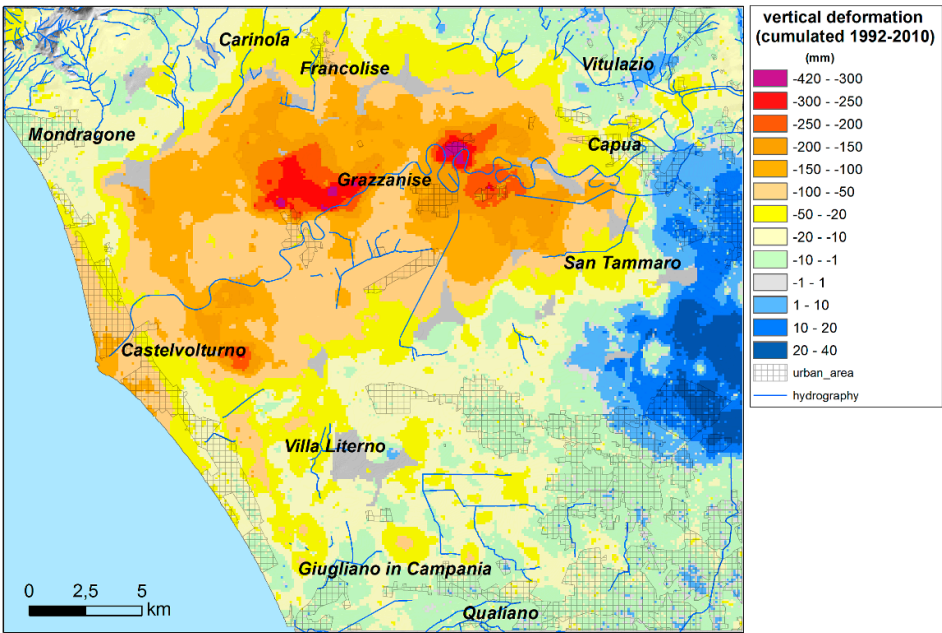 Carinola
Francolise
Vitulazio
Mondragone
Capua
Grazzanise
San Tammaro
Castelvolturno
Villa Literno
Giugliano in Campania
Qualiano
0 2,5 5
km
vertical deformation
(cumulated 1992-2010)
(mm)
-420 - -300
-300 - -250
-250 - -200
-200 - -150
-150 - -100
-100 - -50
-50 - -20
-20 - -10
-10 - -1
-1 - 1
1 - 10
10 - 20
20 - 40
urban_area
hydrography